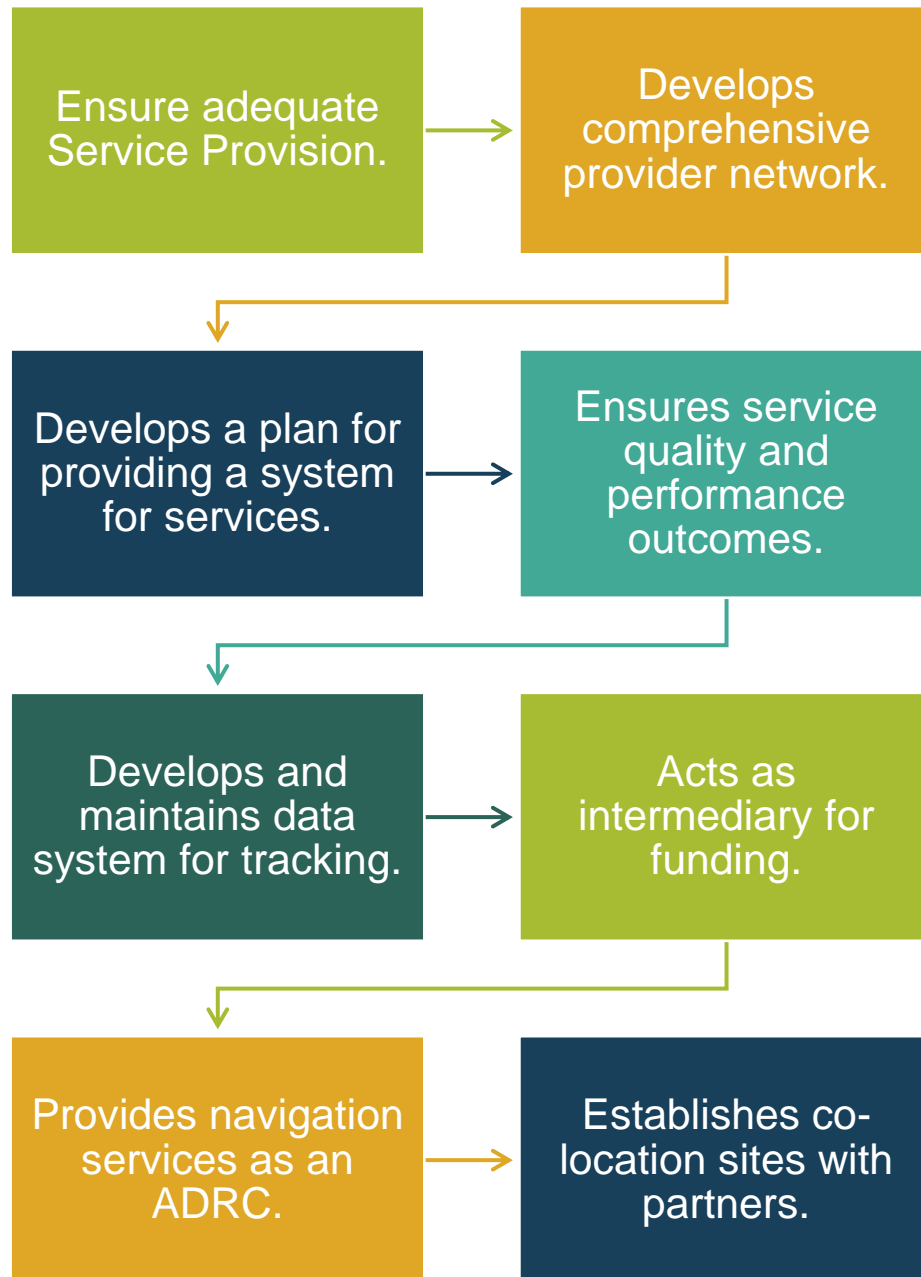 Ensure adequate
Service Provision.
Develops
comprehensive
provider network.
Develops a plan for
providing a system
for services.
Ensures service
quality and
performance
outcomes.
Develops and
maintains data
system for tracking.
Acts as
intermediary for
funding.
Provides navigation
services as an
ADRC.
Establishes co-
location sites with
partners.